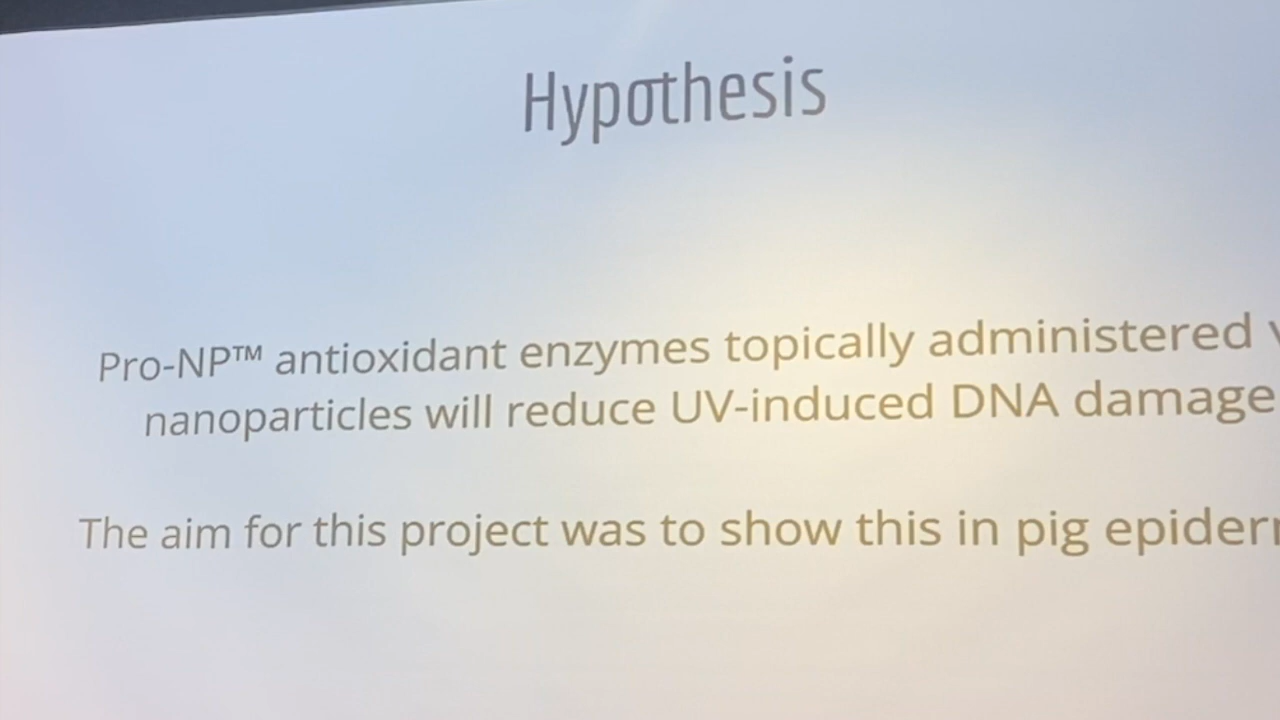 Hypothesis
Pro-NP™ antioxidant enzymes topically administered
nanoparticles will reduce UV-induced DNA damage
The aim for this project was to show this in pig